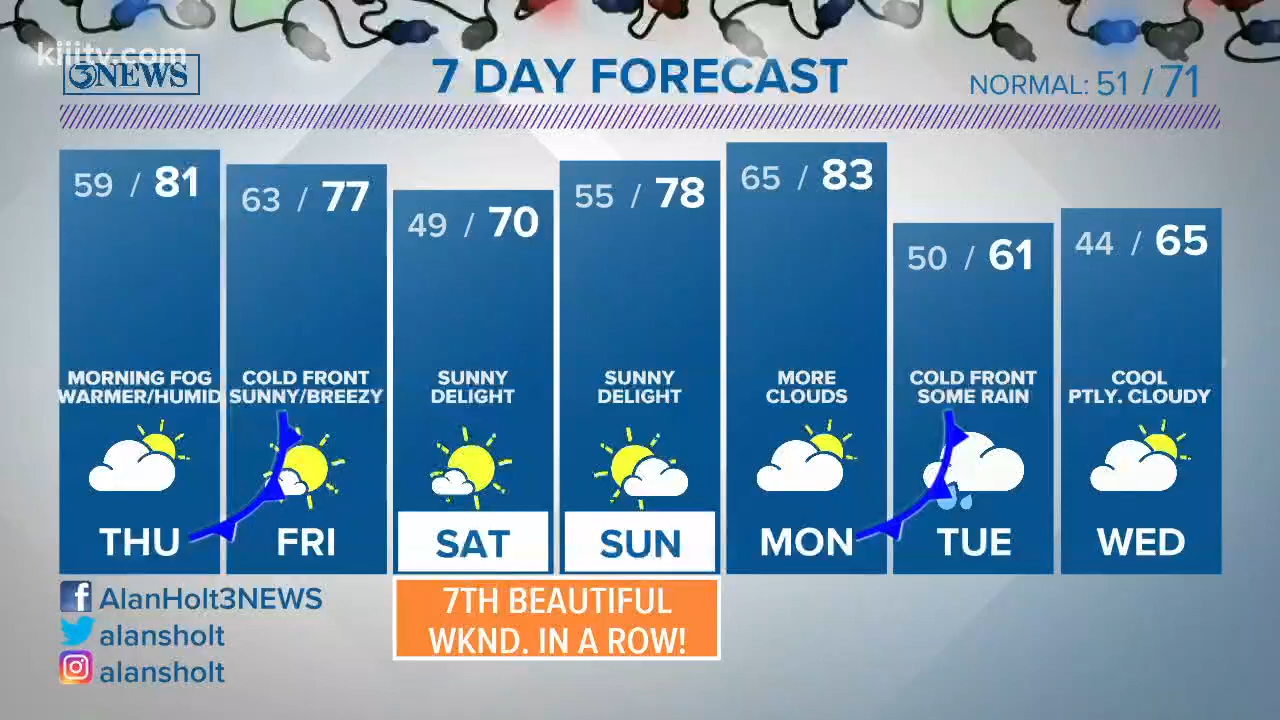 kiiitv.com
3NEWS
7 DAY FORECAST
NORMAL: 51 / 71
59 / 81
MORNING FOG
WARMER/HUMID
THU
63 / 77
COLD FRONT
SUNNY/BREEZY
FRI
49 / 70
SUNNY
DELIGHT
SAT
55 / 78
SUNNY
DELIGHT
SUN
65 / 83
MORE
CLOUDS
MON
50 / 61
COLD FRONT
SOME RAIN
TUE
44 / 65
COOL
PTLY. CLOUDY
WED
7TH BEAUTIFUL
WKND. IN A ROW!
AlanHolt3NEWS
alansholt
alansholt